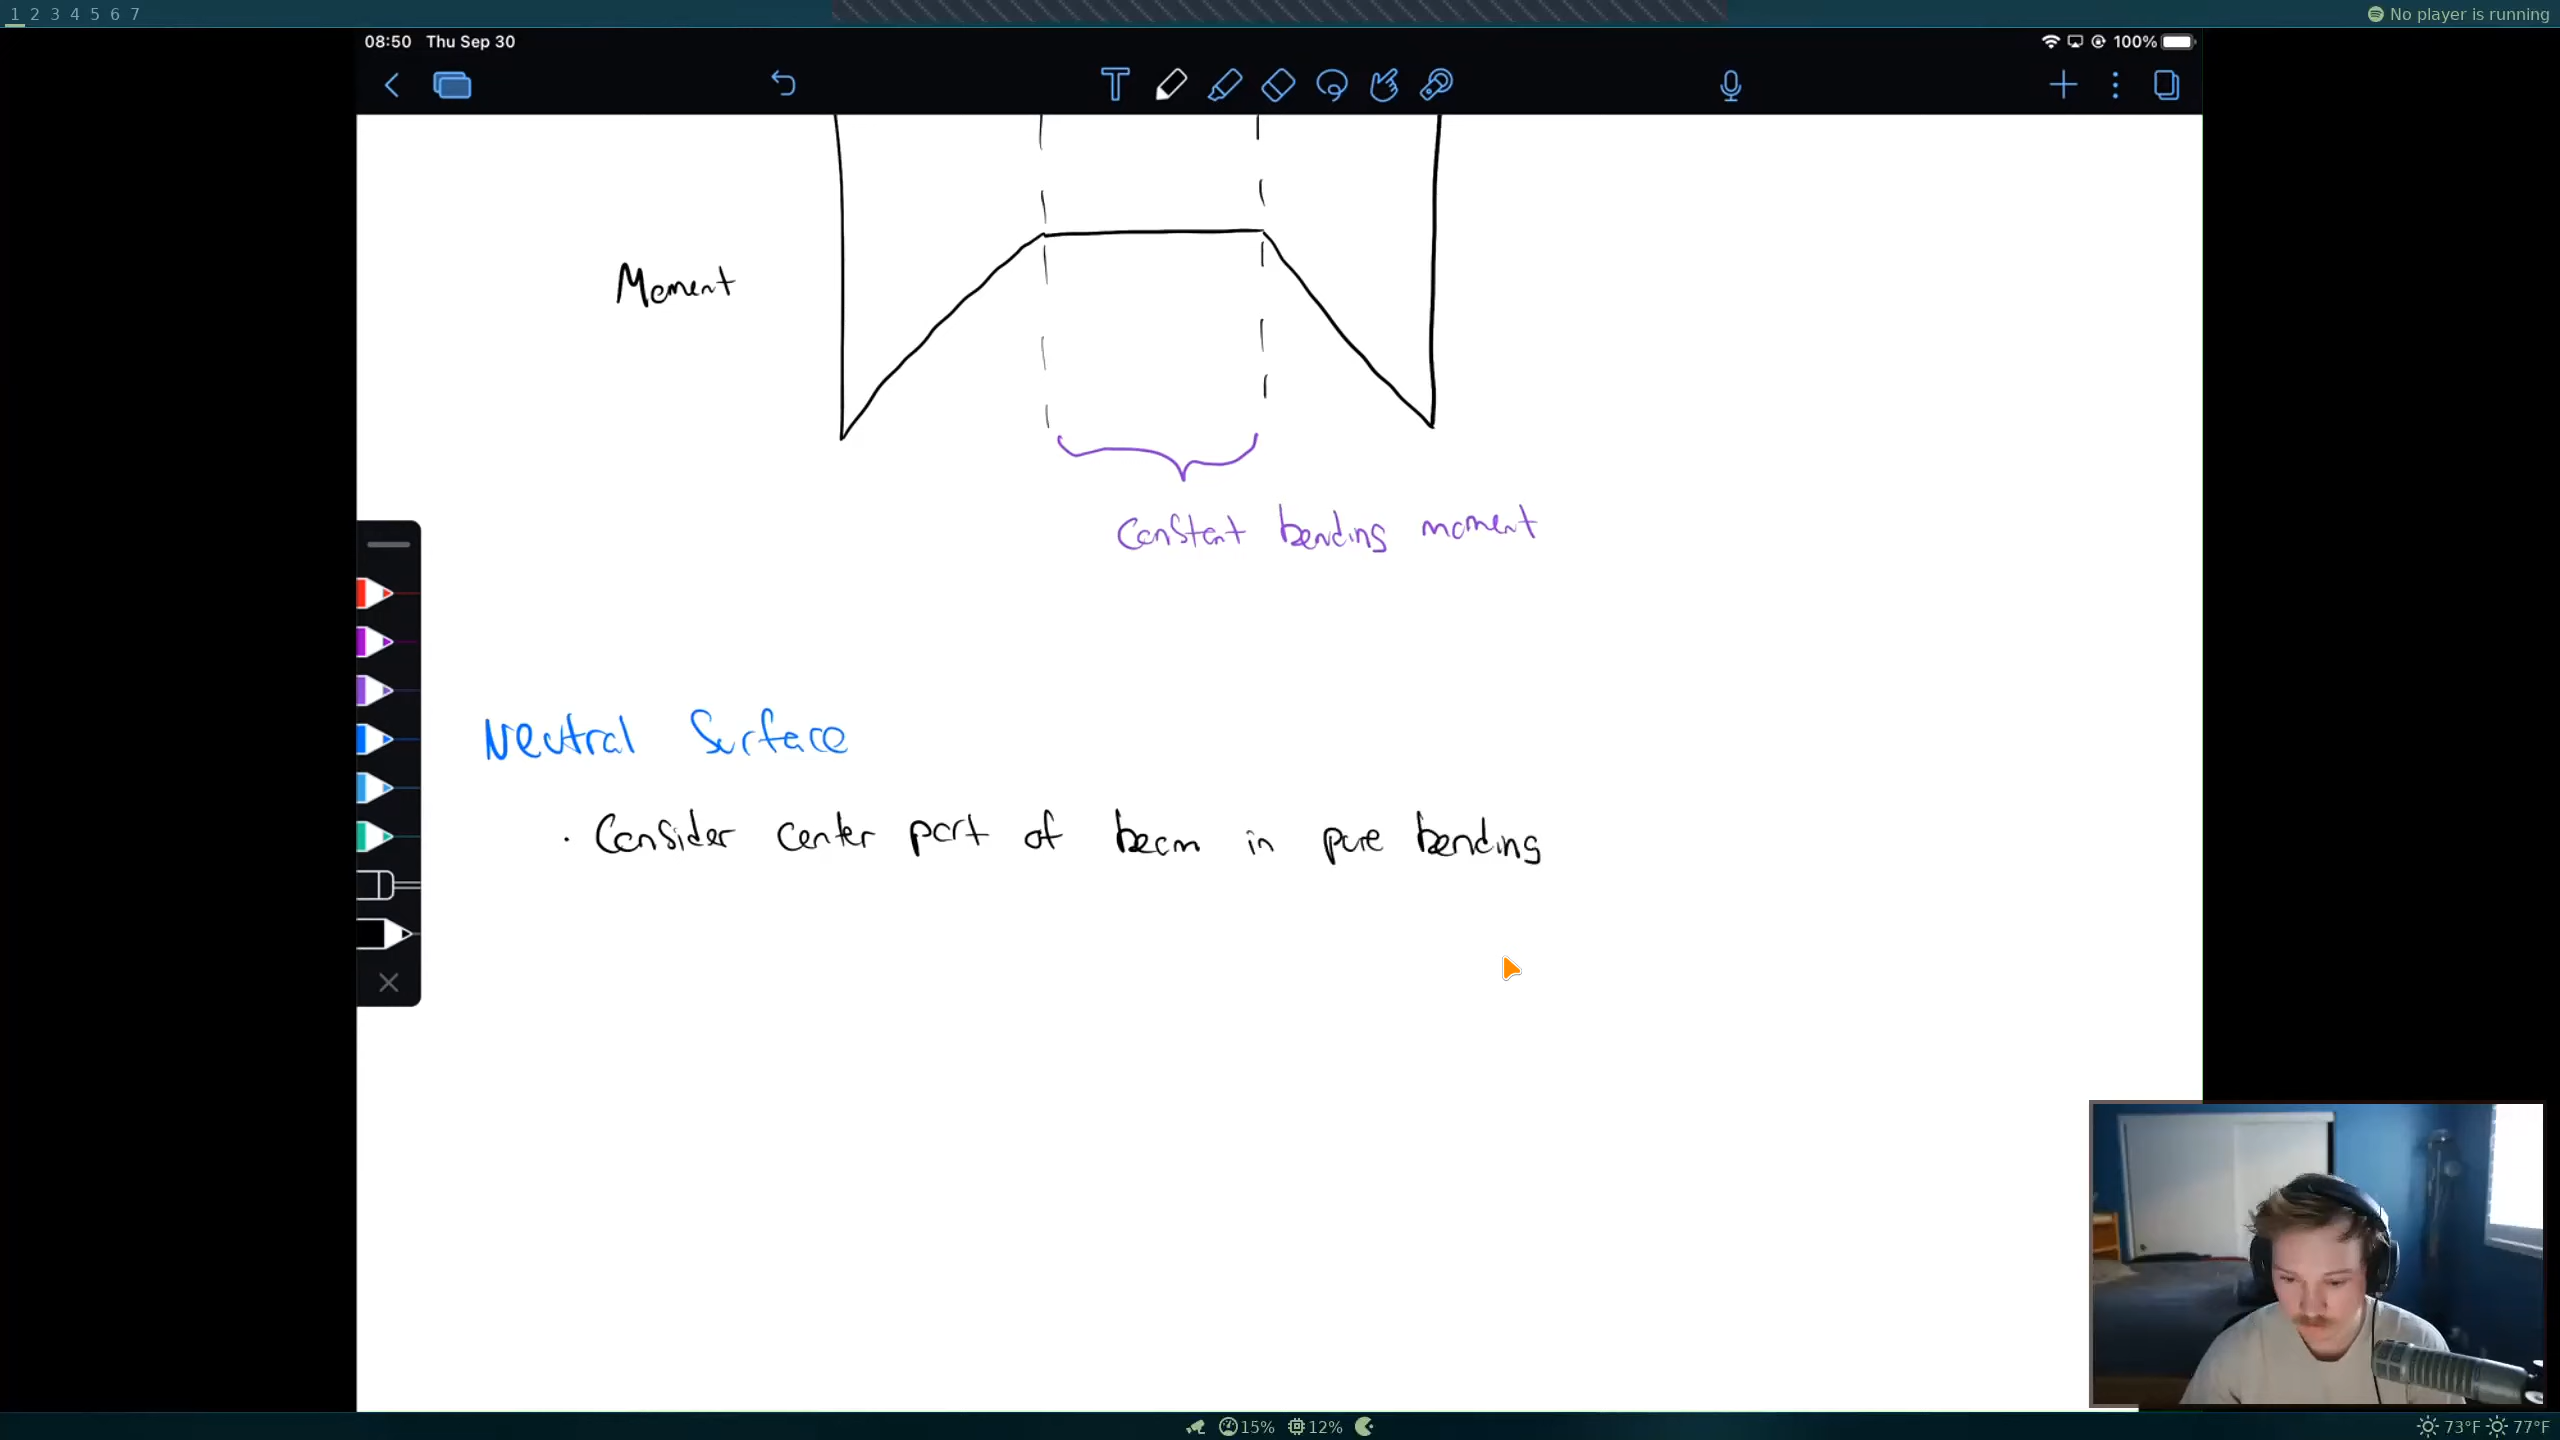 1 2 3 4 5 6 7
No player is running
08:50 Thu Sep 30
100%
Moment
Constant bending moment
Neutral Surface
· Consider center part of beam in pure bending
15% 12%
73°F 77°F